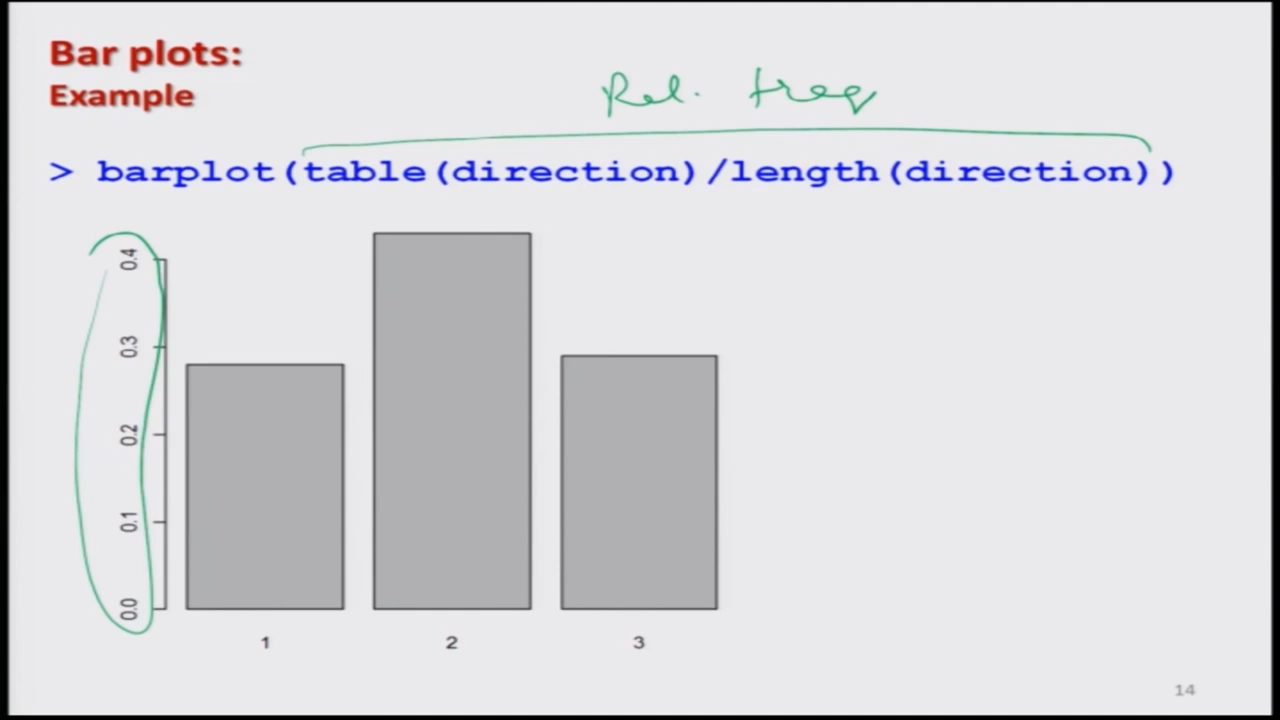 Bar plots:
Example
Rel. freq
> barplot(table(direction)/length(direction))
0.4
0.3
0.2
0.1
0.0
1 2 3
14